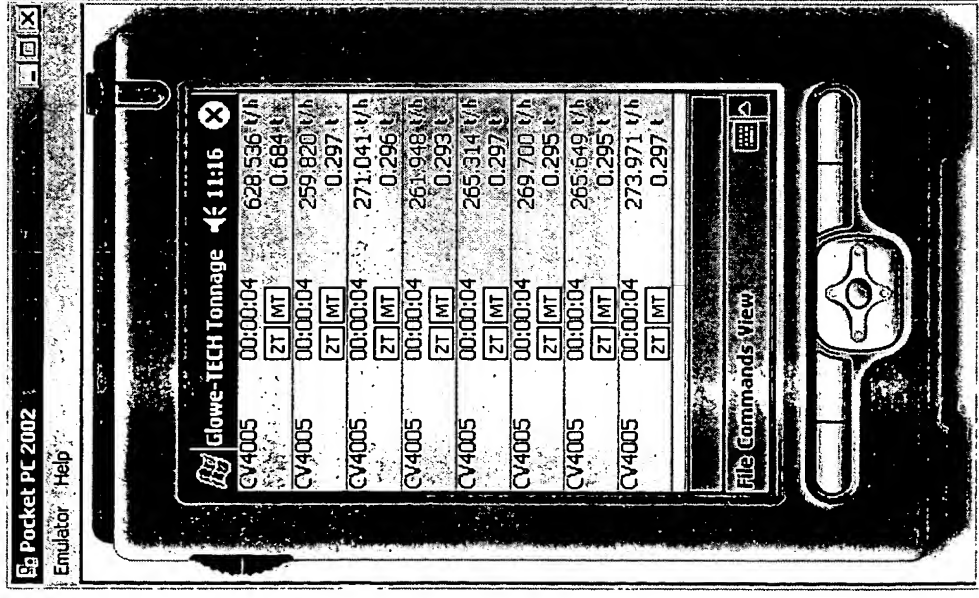 Pocket PC 2002
Emulator Help
Glowe-TECH Tonnage 11:16
CV4005 00:00:04 628.536 t/h
ZT MT 0.684 t
CV4005 00:00:04 259.820 t/h
ZT MT 0.297 t
CV4005 00:00:04 271.041 t/h
ZT MT 0.296 t
CV4005 00:00:04 261.948 t/h
ZT MT 0.293 t
CV4005 00:00:04 265.314 t/h
ZT MT 0.297 t
CV4005 00:00:04 269.700 t/h
ZT MT 0.295 t
CV4005 00:00:04 265.649 t/h
ZT MT 0.295 t
CV4005 00:00:04 273.971 t/h
ZT MT 0.297 t
File Commands View